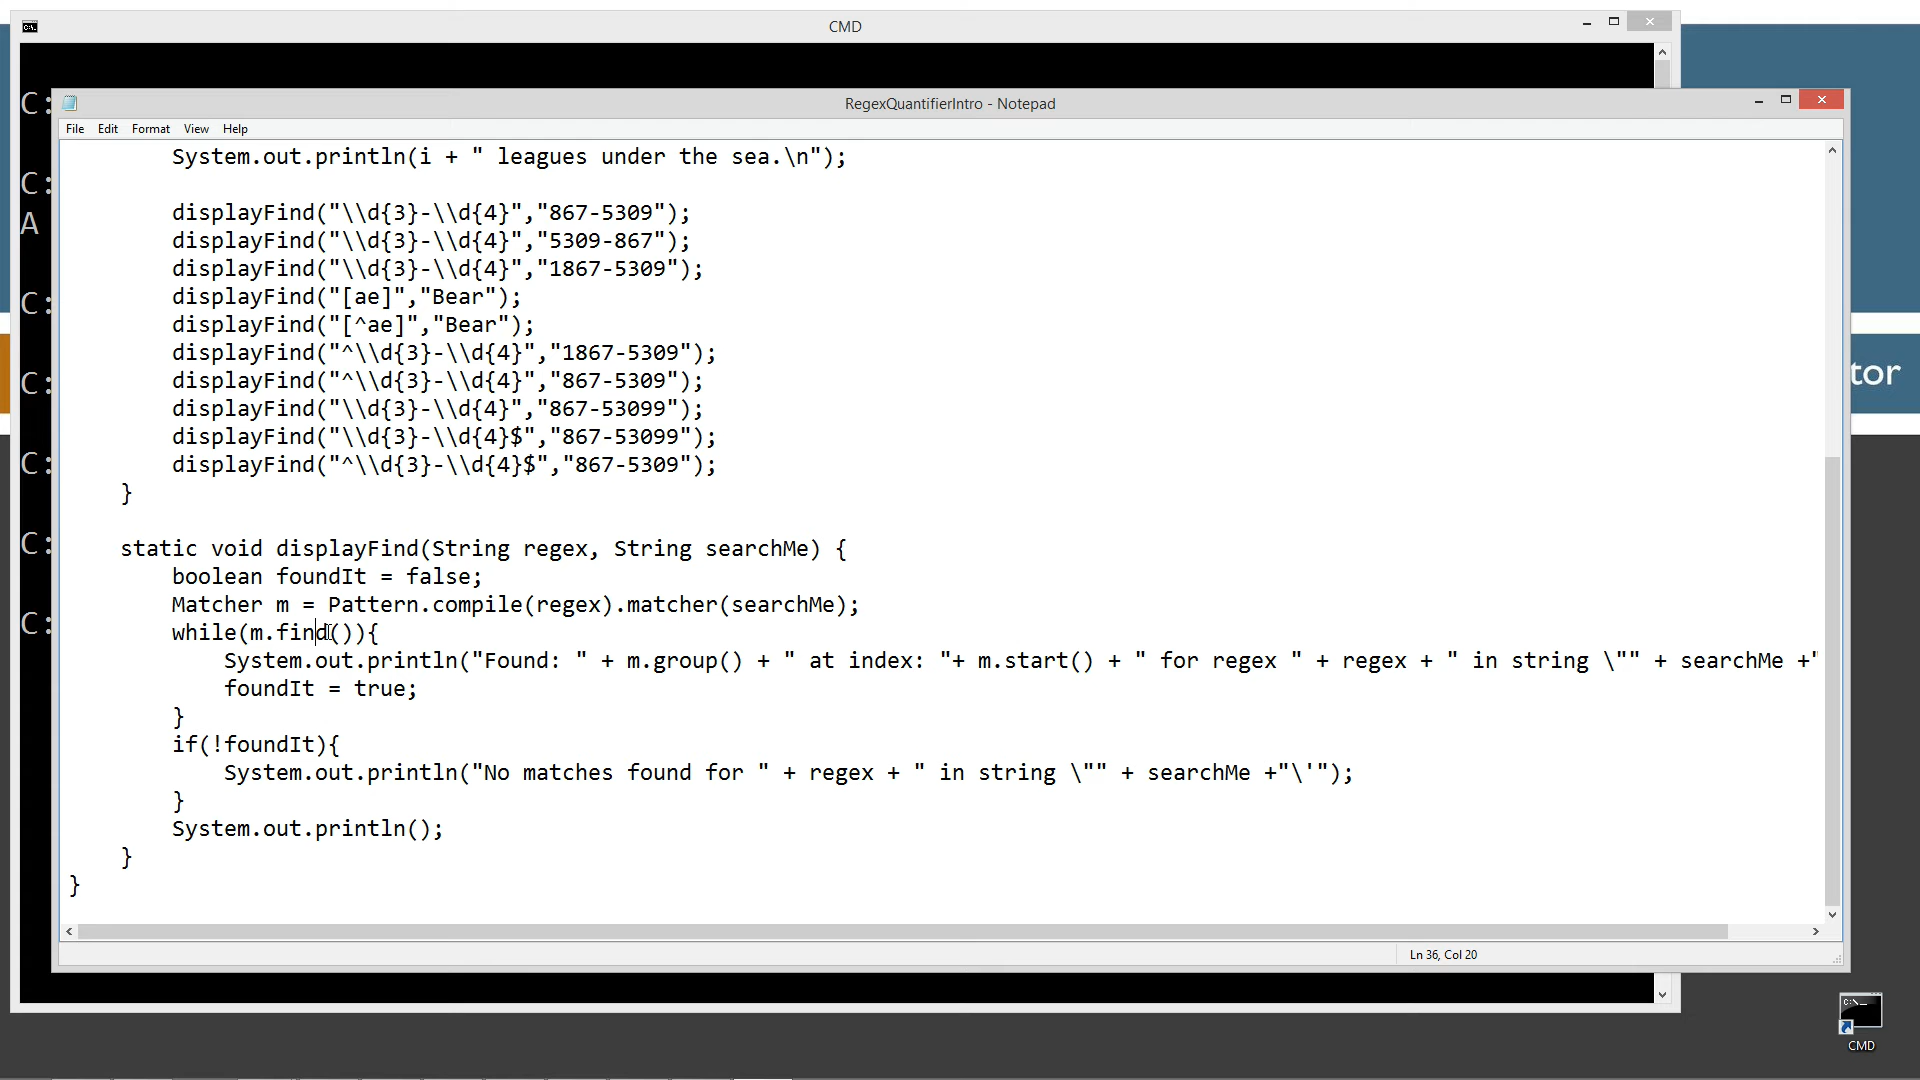 CMD
C:
RegexQuantifierIntro - Notepad
File Edit Format View Help
System.out.println(i + " leagues under the sea.\n");
C:
displayFind("\\d{3}-\\d{4}","867-5309");
A
displayFind("\\d{3}-\\d{4}","5309-867");
displayFind("\\d{3}-\\d{4}","1867-5309");
C:
displayFind("[ae]","Bear");
displayFind("[^ae]","Bear");
displayFind("^\\d{3}-\\d{4}","1867-5309");
tor
C:
displayFind("^\\d{3}-\\d{4}","867-5309");
displayFind("\\d{3}-\\d{4}","867-53099");
displayFind("\\d{3}-\\d{4}$","867-53099");
C:
displayFind("^\\d{3}-\\d{4}$","867-5309");
}
C:
static void displayFind(String regex, String searchMe) {
boolean foundIt = false;
Matcher m = Pattern.compile(regex).matcher(searchMe);
C:
while(m.find()){
System.out.println("Found: " + m.group() + " at index: "+ m.start() + " for regex " + regex + " in string \"" + searchMe +"
foundIt = true;
}
if(!foundIt){
System.out.println("No matches found for " + regex + " in string \"" + searchMe +"\'");
}
System.out.println();
}
}
Ln 36, Col 20
CMD